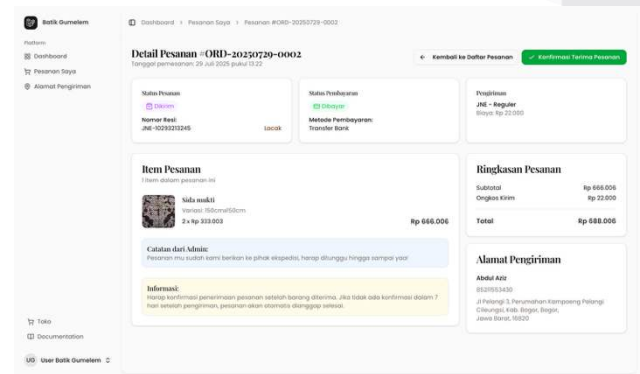 Batik Gumelem
Dashboard > Pesanan Saya > Pesanan #ORD-20250729-0002
Platform
Dashboard
Pesanan Saya
Alamat Pengiriman
Detail Pesanan #ORD-20250729-0002
Tanggal pemesanan: 29 Juli 2025 pukul 13.22
← Kembali ke Daftar Pesanan
Konfirmasi Terima Pesanan
Status Pesanan
Dikirim
Nomor Resi:
JNE-10293213245
Lacak
Status Pembayaran
Dibayar
Metode Pembayaran:
Transfer Bank
Pengiriman
JNE - Reguler
Biaya: Rp 22.000
Item Pesanan
1 item dalam pesanan ini
Sida mukti
Variasi: 150cmx150cm
2 x Rp 333.003
Rp 666.006
Catatan dari Admin:
Pesanan mu sudah kami berikan ke pihak ekspedisi, harap ditunggu hingga sampai yaa!
Informasi:
Harap konfirmasi penerimaan pesanan setelah barang diterima. Jika tidak ada konfirmasi dalam 7
hari setelah pengiriman, pesanan akan otomatis dianggap selesai.
Ringkasan Pesanan
Subtotal Rp 666.006
Ongkos Kirim Rp 22.000
Total Rp 688.006
Alamat Pengiriman
Abdul Aziz
Jl Pelangi 3, Perumahan Kampoeng Pelangi
Cileungsi, Kab. Bogor, Bogor,
Jawa Barat, 16820
Toko
Documentation
UG User Batik Gumelem